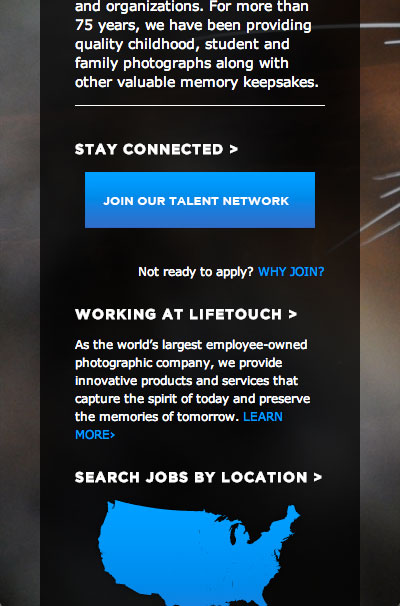 and organizations. For more than
75 years, we have been providing
quality childhood, student and
family photographs along with
other valuable memory keepsakes.
STAY CONNECTED >
JOIN OUR TALENT NETWORK
Not ready to apply? WHY JOIN?
WORKING AT LIFETOUCH >
As the world’s largest employee-owned
photographic company, we provide
innovative products and services that
capture the spirit of today and preserve
the memories of tomorrow. LEARN
MORE›
SEARCH JOBS BY LOCATION >